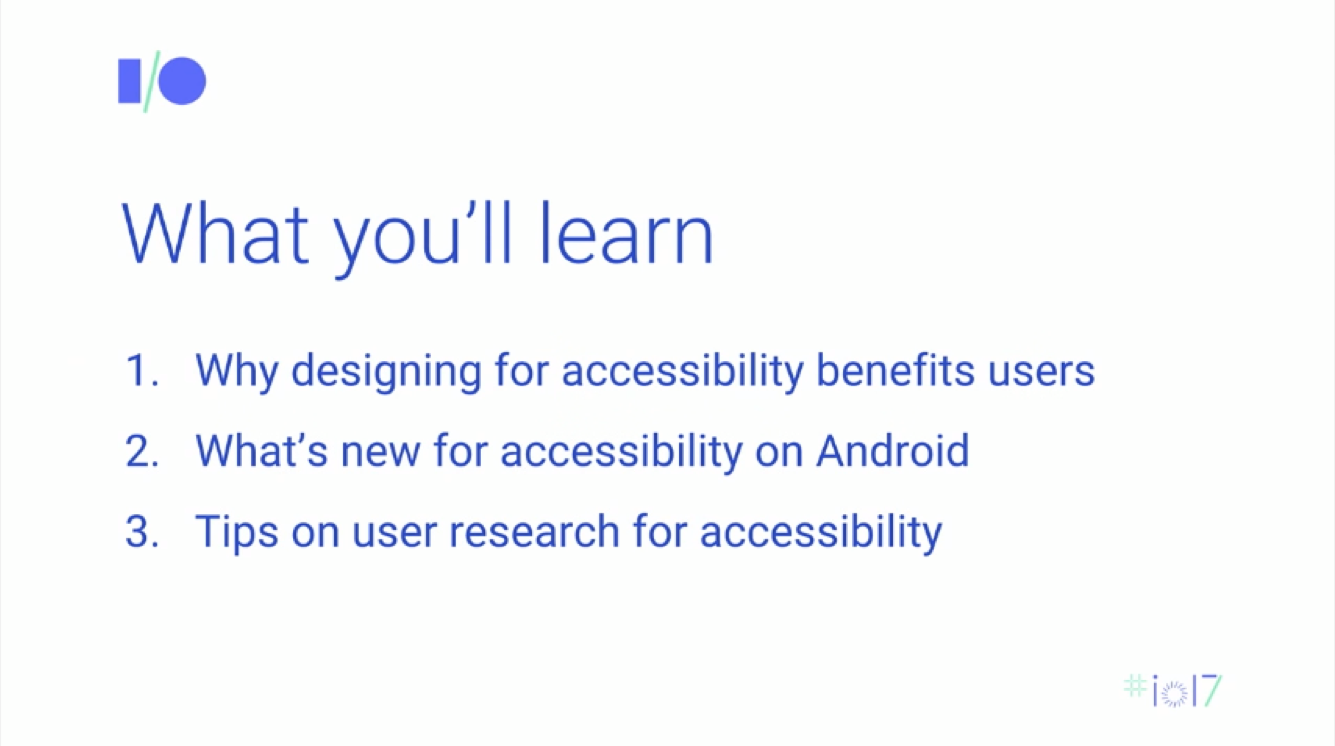 I/O
What you’ll learn
1. Why designing for accessibility benefits users
2. What’s new for accessibility on Android
3. Tips on user research for accessibility
#io17